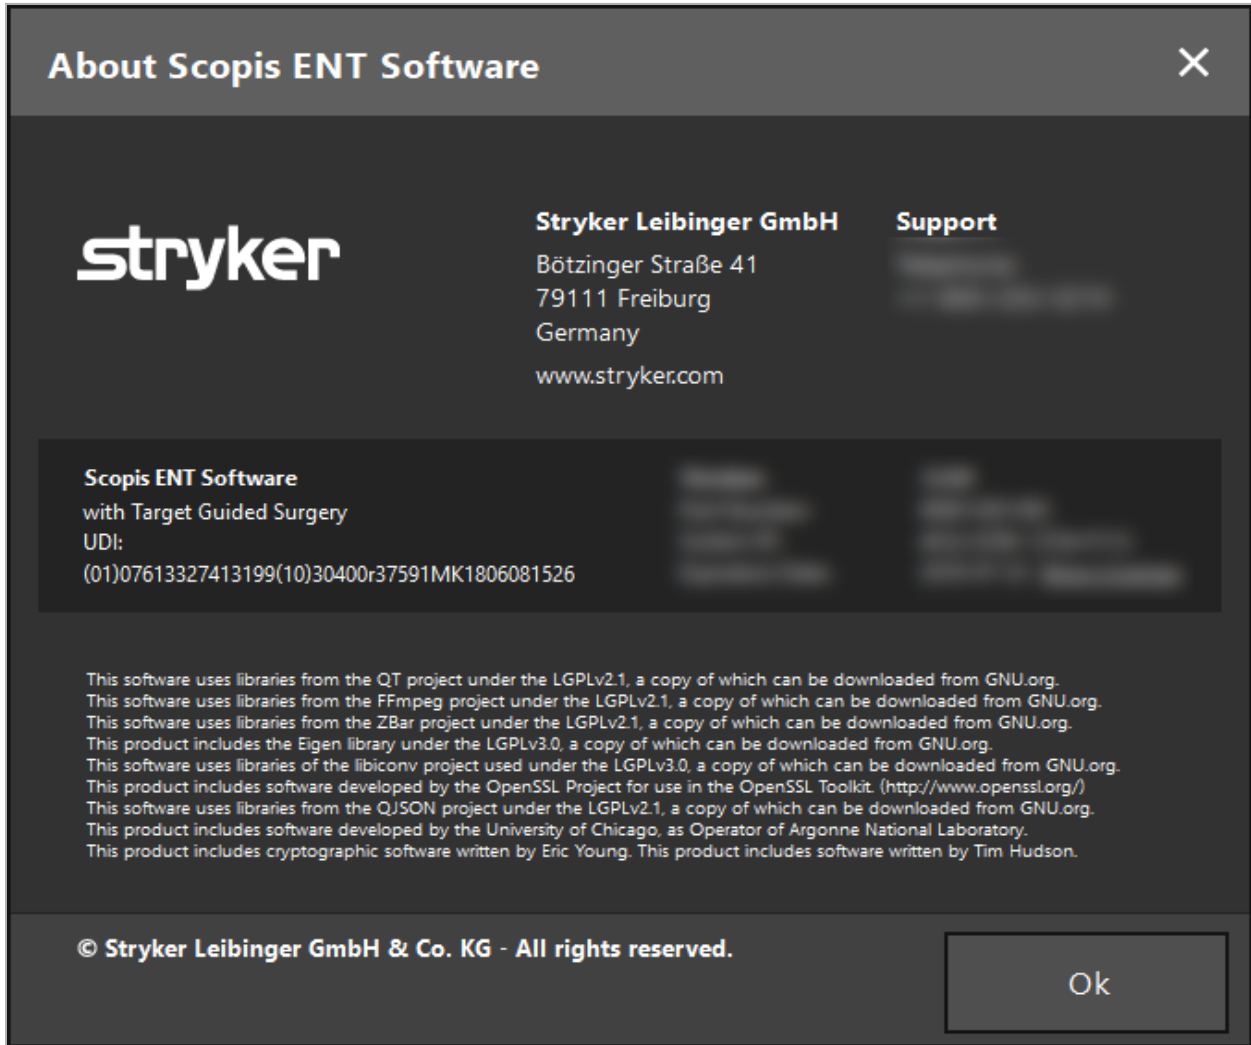 About Scopis ENT Software
stryker
Stryker Leibinger GmbH
Bötzinger Straße 41
79111 Freiburg
Germany
www.stryker.com
Support
Scopis ENT Software
with Target Guided Surgery
UDI:
(01)07613327413199(10)30400r37591MK1806081526
This software uses libraries from the QT project under the LGPLv2.1, a copy of which can be downloaded from GNU.org.
This software uses libraries from the FFmpeg project under the LGPLv2.1, a copy of which can be downloaded from GNU.org.
This software uses libraries from the ZBar project under the LGPLv2.1, a copy of which can be downloaded from GNU.org.
This product includes the Eigen library under the LGPLv3.0, a copy of which can be downloaded from GNU.org.
This software uses libraries of the libiconv project used under the LGPLv3.0, a copy of which can be downloaded from GNU.org.
This product includes software developed by the OpenSSL Project for use in the OpenSSL Toolkit. (http://www.openssl.org/)
This software uses libraries from the QJSON project under the LGPLv2.1, a copy of which can be downloaded from GNU.org.
This product includes software developed by the University of Chicago, as Operator of Argonne National Laboratory.
This product includes cryptographic software written by Eric Young. This product includes software written by Tim Hudson.
© Stryker Leibinger GmbH & Co. KG - All rights reserved.
Ok